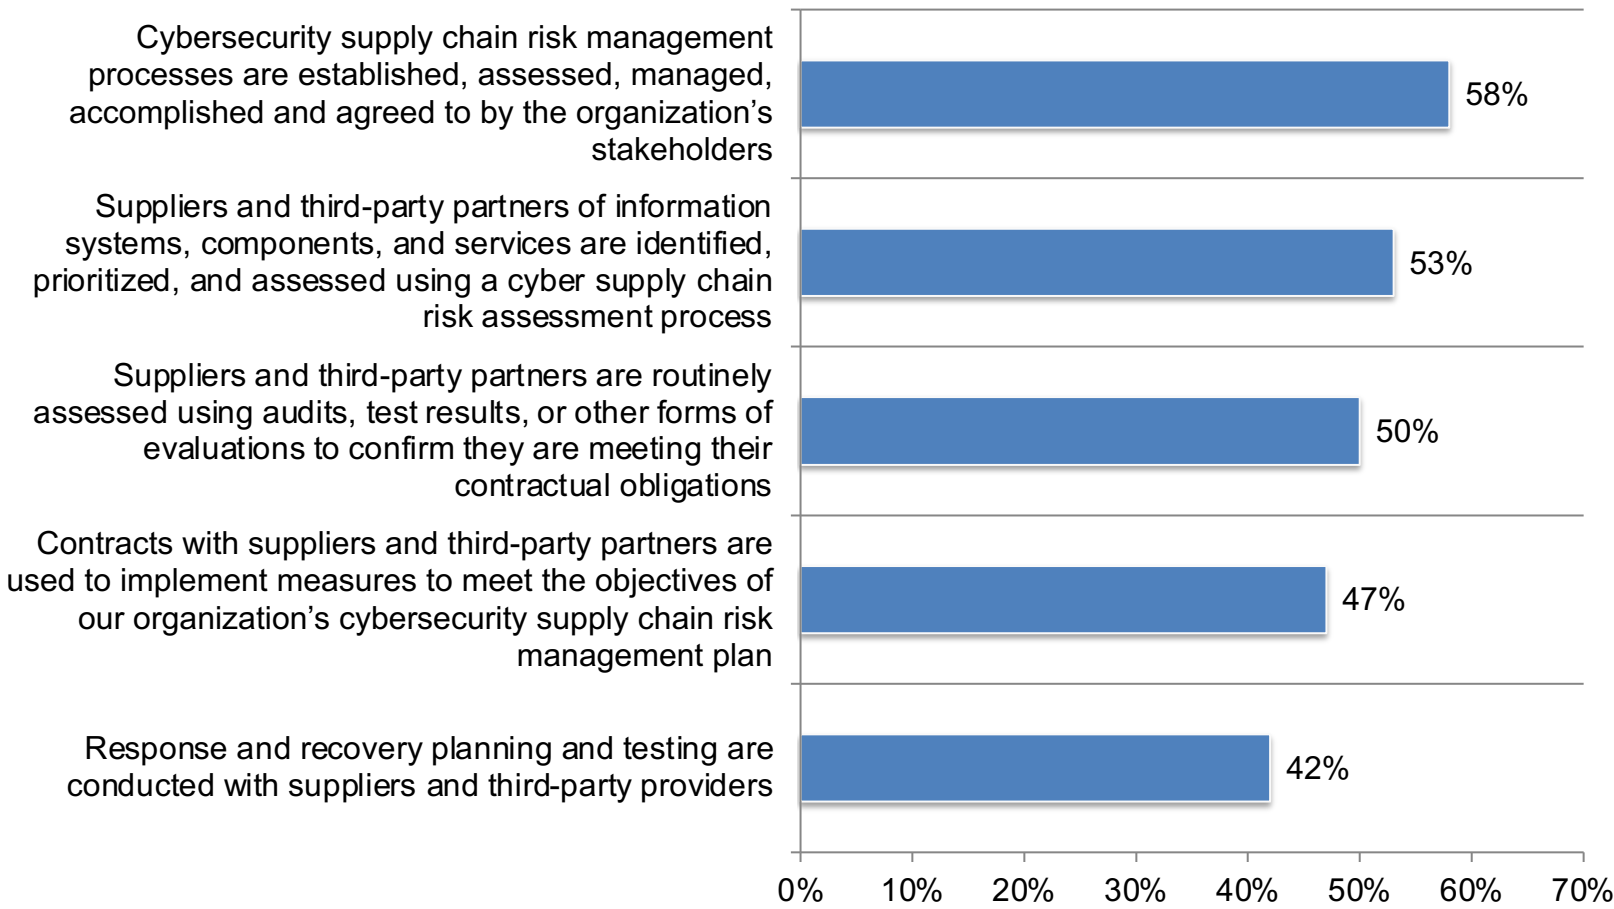 Cybersecurity supply chain risk management
processes are established, assessed, managed,
accomplished and agreed to by the organization’s
stakeholders
58%
Suppliers and third-party partners of information
systems, components, and services are identified,
prioritized, and assessed using a cyber supply chain
risk assessment process
53%
Suppliers and third-party partners are routinely
assessed using audits, test results, or other forms of
evaluations to confirm they are meeting their
contractual obligations
50%
Contracts with suppliers and third-party partners are
used to implement measures to meet the objectives of
our organization’s cybersecurity supply chain risk
management plan
47%
Response and recovery planning and testing are
conducted with suppliers and third-party providers
42%
0% 10% 20% 30% 40% 50% 60% 70%